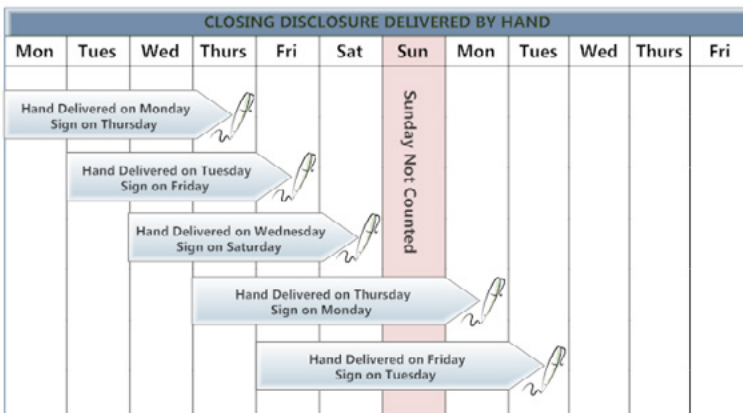 CLOSING DISCLOSURE DELIVERED BY HAND
Mon Tues Wed Thurs Fri Sat Sun Mon Tues Wed Thurs Fri
Hand Delivered on Monday
Sign on Thursday
Sunday Not Counted
Hand Delivered on Tuesday
Sign on Friday
Hand Delivered on Wednesday
Sign on Saturday
Hand Delivered on Thursday
Sign on Monday
Hand Delivered on Friday
Sign on Tuesday